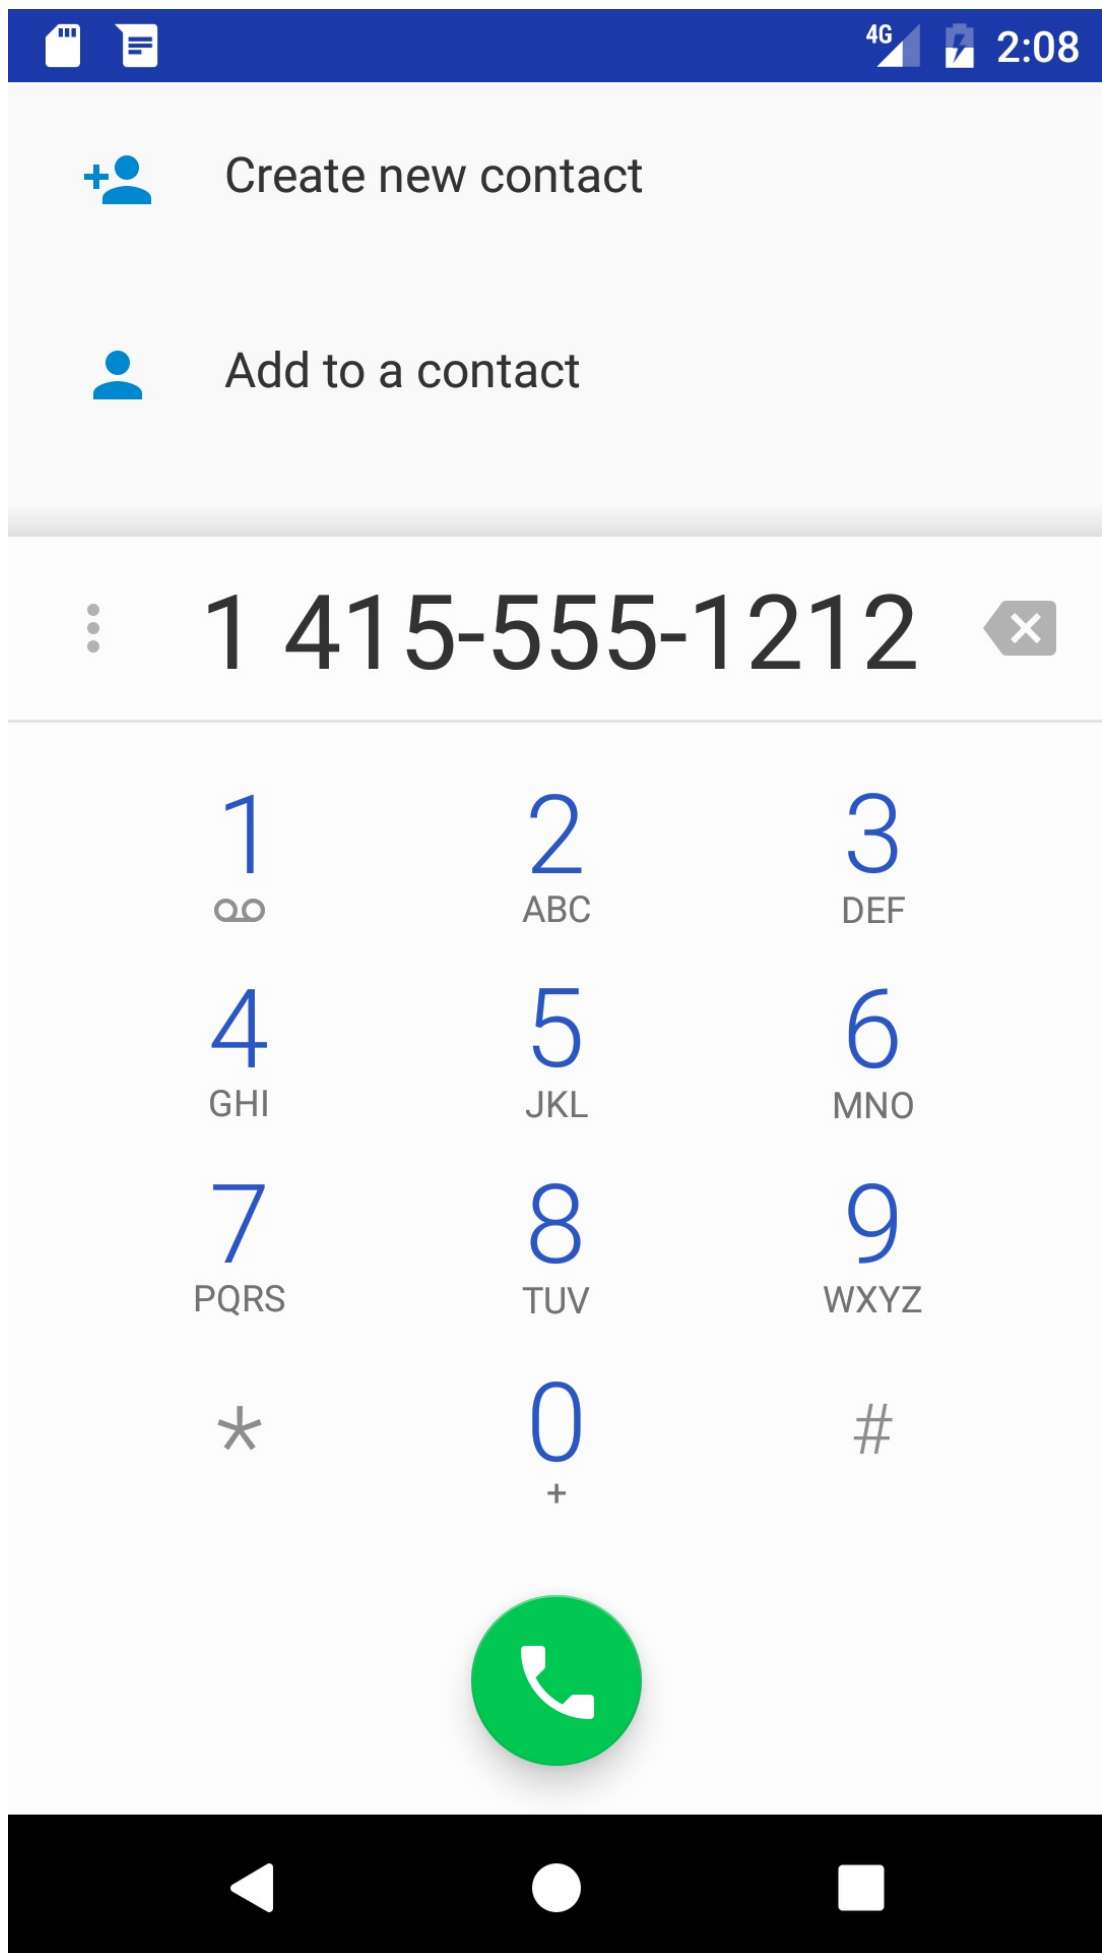 4G 2:08
Create new contact
Add to a contact
1 415-555-1212
1 2 3
ABC DEF
4 5 6
GHI JKL MNO
7 8 9
PQRS TUV WXYZ
* 0 #
+